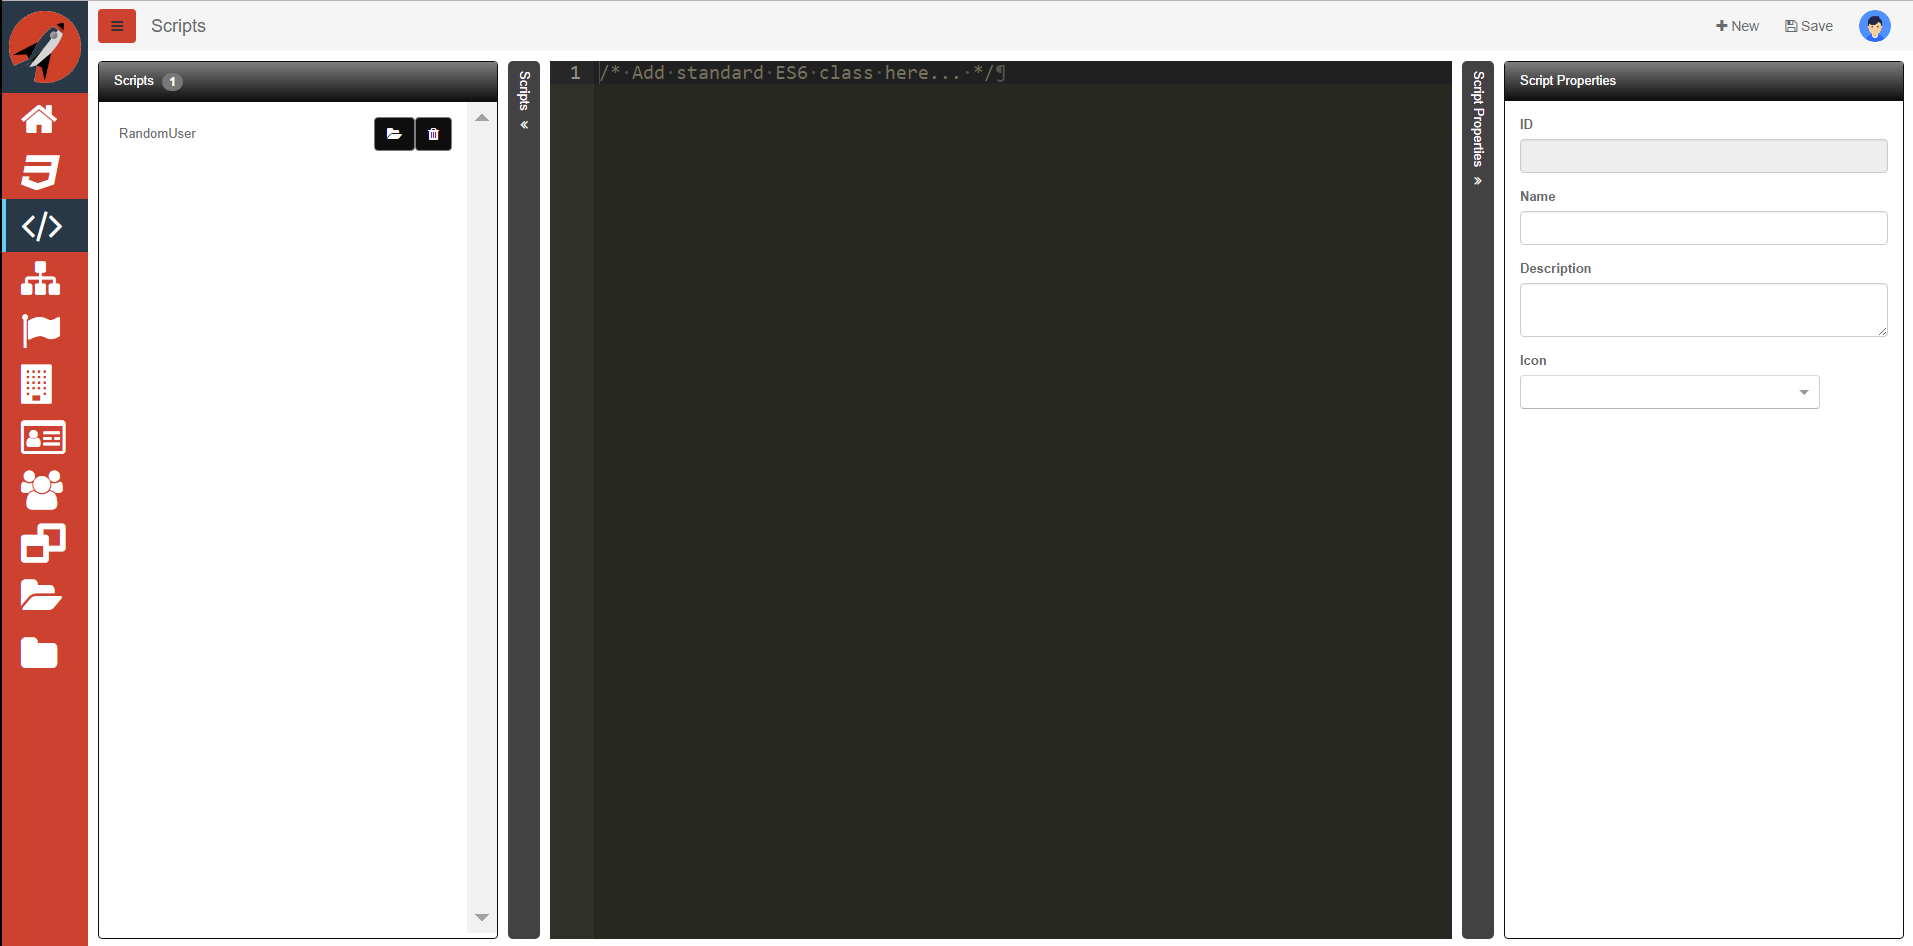 Scripts
New
Save
Scripts 1
RandomUser
Scripts «
1 /*·Add·standard·ES6·class·here...·*/¶
Script Properties »
Script Properties
ID
Name
Description
Icon